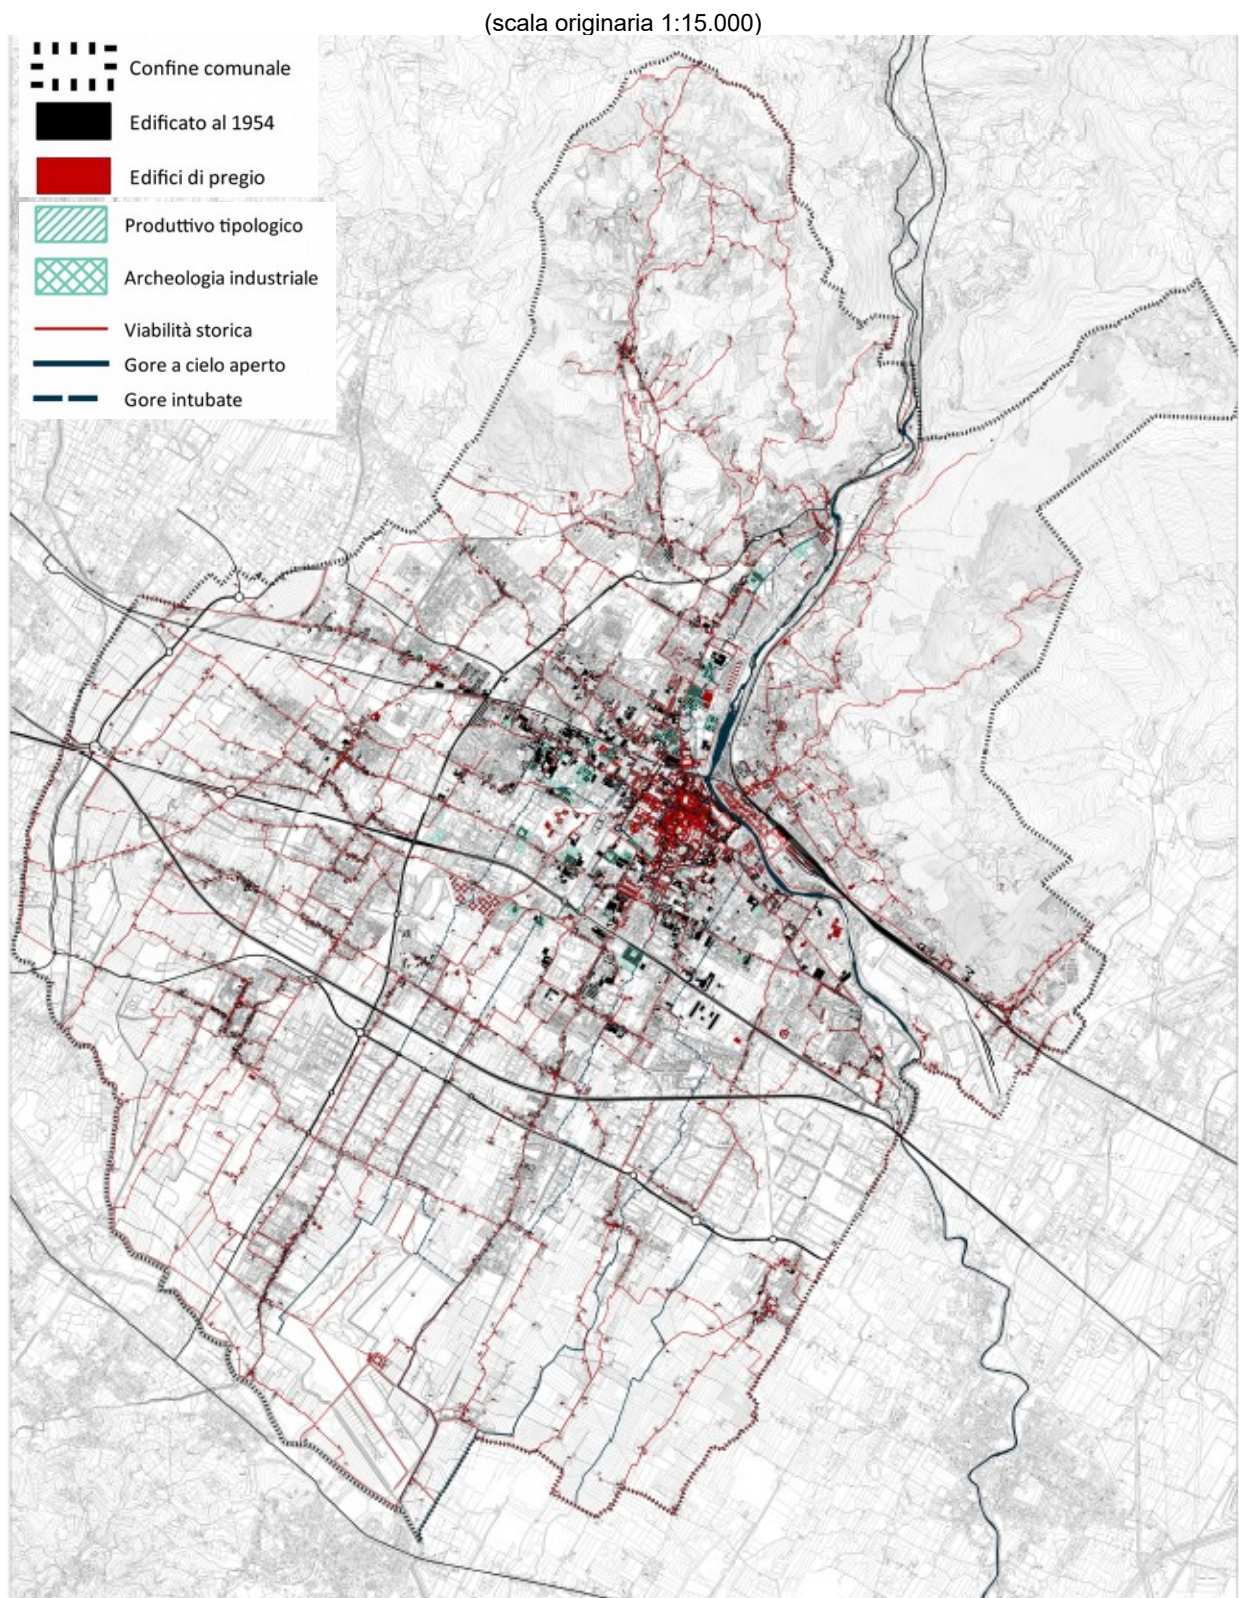 (scala originaria 1:15.000)
Confine comunale
Edificato al 1954
Edifici di pregio
Produttivo tipologico
Archeologia industriale
Viabilità storica
Gore a cielo aperto
Gore intubate